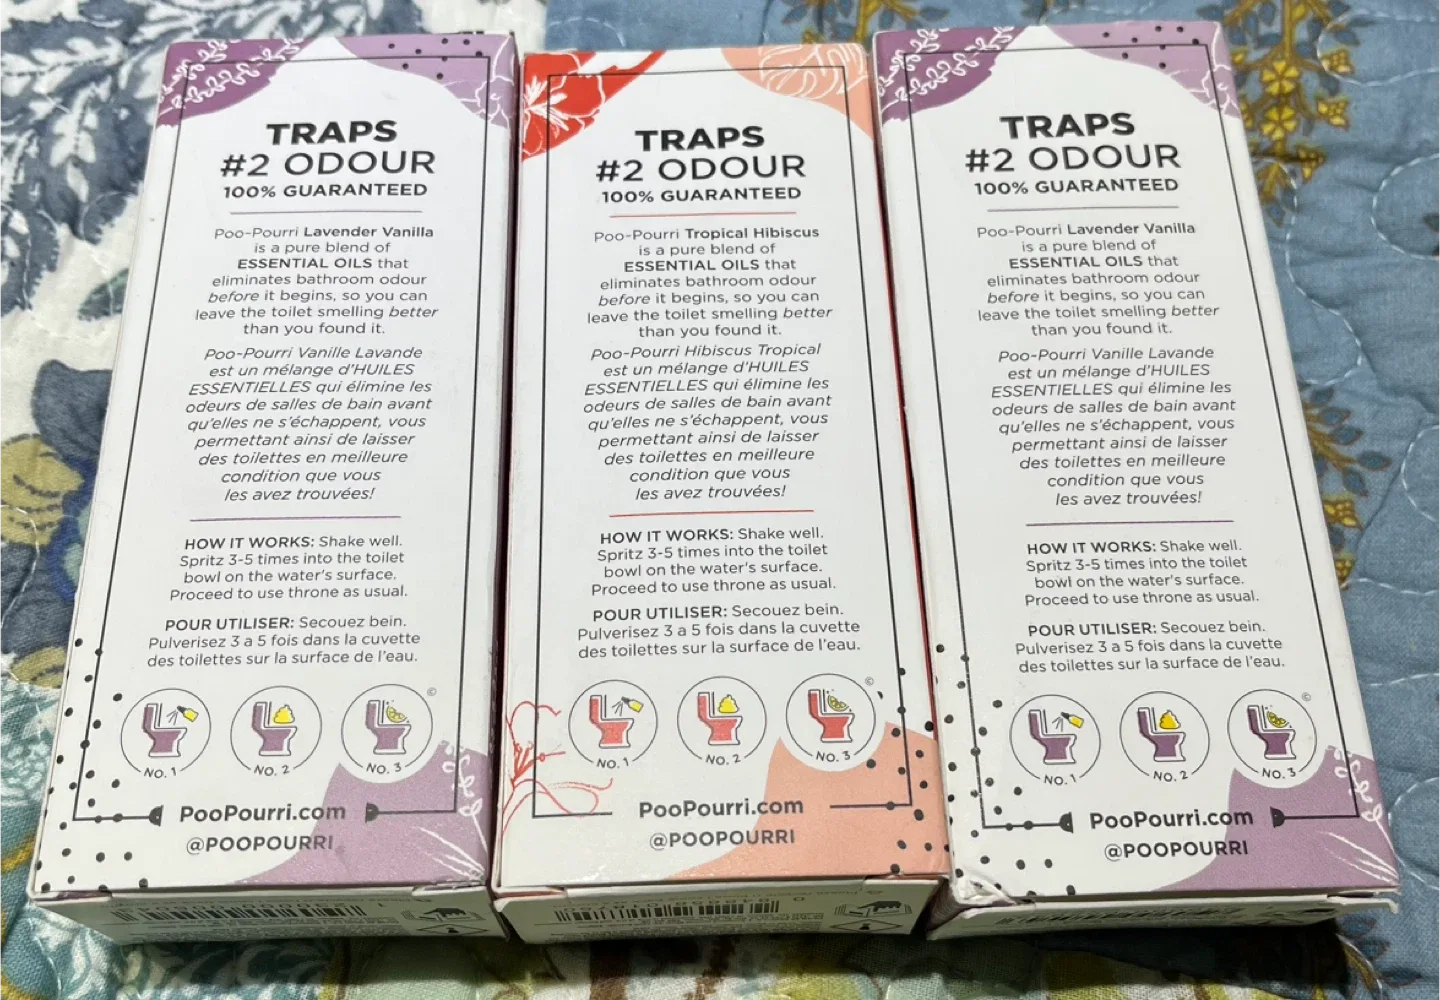 TRAPS
#2 ODOUR
100% GUARANTEED
Poo-Pourri Lavender Vanilla
is a pure blend of
ESSENTIAL OILS that
eliminates bathroom odour
before it begins, so you can
leave the toilet smelling better
than you found it.
Poo-Pourri Vanille Lavande
est un mélange d'HUILES
ESSENTIELLES qui élimine les
odeurs de salles de bain avant
qu'elles ne s'échappent, vous
permettant ainsi de laisser
des toilettes en meilleure
condition que vous
les avez trouvées!
HOW IT WORKS: Shake well.
Spritz 3-5 times into the toilet
bowl on the water's surface.
Proceed to use throne as usual.
POUR UTILISER: Secouez bein.
Pulverisez 3 a 5 fois dans la cuvette
des toilettes sur la surface de l'eau.
©
NO. 1 NO. 2 NO. 3
PooPourri.com
@POOPOURRI
TRAPS
#2 ODOUR
100% GUARANTEED
Poo-Pourri Tropical Hibiscus
is a pure blend of
ESSENTIAL OILS that
eliminates bathroom odour
before it begins, so you can
leave the toilet smelling better
than you found it.
Poo-Pourri Hibiscus Tropical
est un mélange d'HUILES
ESSENTIELLES qui élimine les
odeurs de salles de bain avant
qu'elles ne s'échappent, vous
permettant ainsi de laisser
des toilettes en meilleure
condition que vous
les avez trouvées!
HOW IT WORKS: Shake well.
Spritz 3-5 times into the toilet
bowl on the water's surface.
Proceed to use throne as usual.
POUR UTILISER: Secouez bein.
Pulverisez 3 a 5 fois dans la cuvette
des toilettes sur la surface de l'eau.
©
NO. 1 NO. 2 NO. 3
PooPourri.com
@POOPOURRI
TRAPS
#2 ODOUR
100% GUARANTEED
Poo-Pourri Lavender Vanilla
is a pure blend of
ESSENTIAL OILS that
eliminates bathroom odour
before it begins, so you can
leave the toilet smelling better
than you found it.
Poo-Pourri Vanille Lavande
est un mélange d'HUILES
ESSENTIELLES qui élimine les
odeurs de salles de bain avant
qu'elles ne s'échappent, vous
permettant ainsi de laisser
des toilettes en meilleure
condition que vous
les avez trouvées!
HOW IT WORKS: Shake well.
Spritz 3-5 times into the toilet
bowl on the water's surface.
Proceed to use throne as usual.
POUR UTILISER: Secouez bein.
Pulverisez 3 a 5 fois dans la cuvette
des toilettes sur la surface de l'eau.
©
NO. 1 NO. 2 NO. 3
PooPourri.com
@POOPOURRI